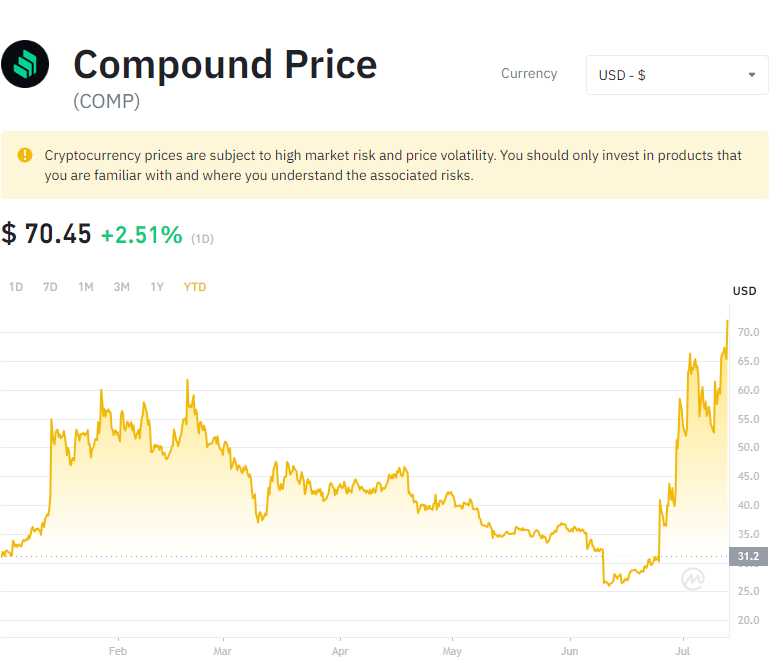 Compound Price
(COMP)
Currency
USD - $
Cryptocurrency prices are subject to high market risk and price volatility. You should only invest in products that
you are familiar with and where you understand the associated risks.
$ 70.45 +2.51% (1D)
1D 7D 1M 3M 1Y YTD
USD
70.0
65.0
60.0
55.0
50.0
45.0
40.0
35.0
31.2
25.0
20.0
Feb Mar Apr May Jun Jul